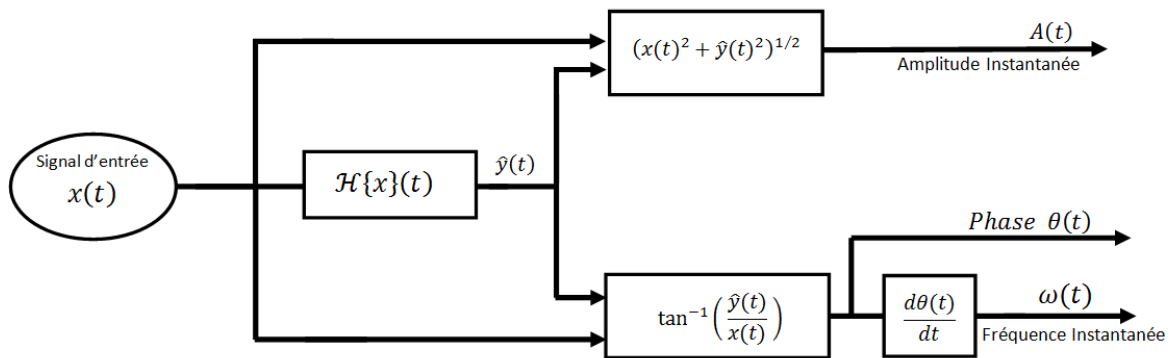 (x(t)² + ŷ(t)²)^{1/2}
A(t)
Amplitude Instantanée
Signal d'entrée
x(t)
ℋ{x}(t)
ŷ(t)
Phase θ(t)
tan⁻¹(ŷ(t)/x(t))
dθ(t)/dt
ω(t)
Fréquence Instantanée